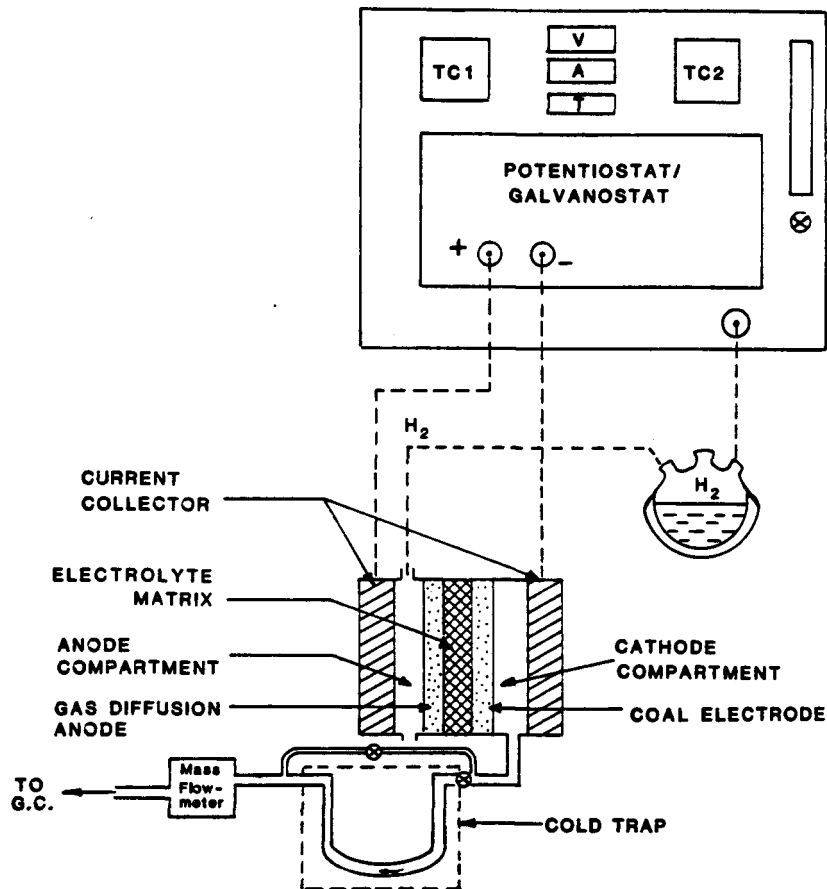 TC1
V
A
T
TC2
POTENTIOSTAT/
GALVANOSTAT
+
-
H2
H2
CURRENT
COLLECTOR
ELECTROLYTE
MATRIX
ANODE
COMPARTMENT
GAS DIFFUSION
ANODE
CATHODE
COMPARTMENT
COAL ELECTRODE
Mass
Flow-
meter
TO
G.C.
COLD TRAP